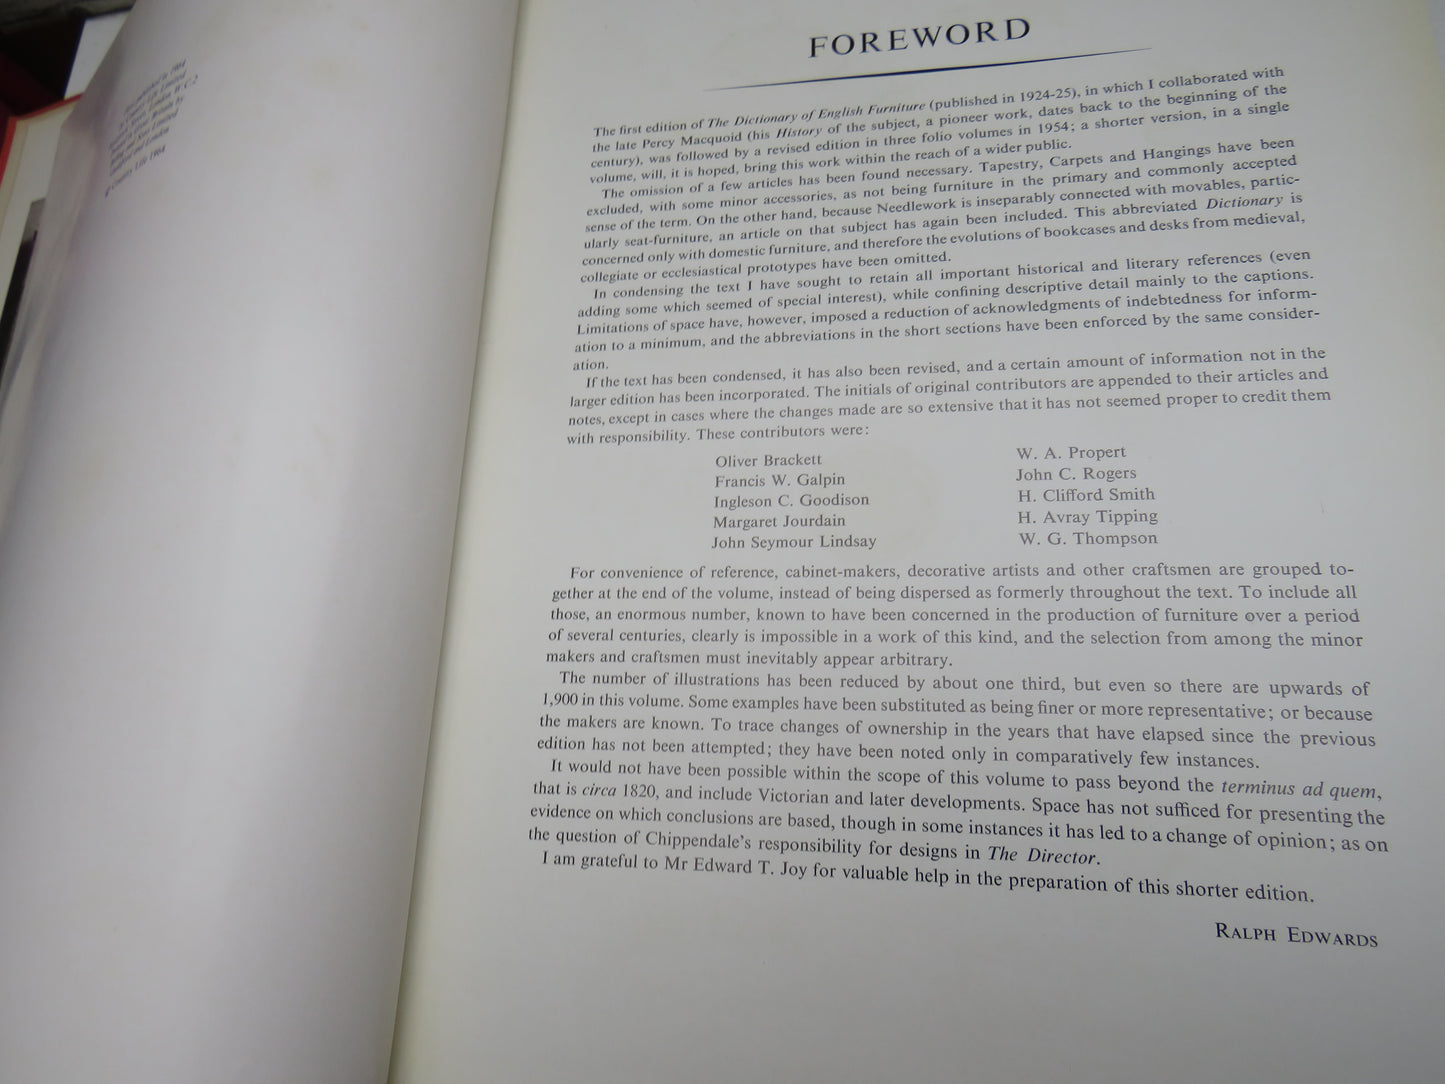 First published in 1964
by Country Life Limited
London, W C 2
Printed in Great Britain by
and Sons Limited
Guildford and London
© Country Life 1964
FOREWORD
The first edition of The Dictionary of English Furniture (published in 1924-25), in which I collaborated with
the late Percy Macquoid (his History of the subject, a pioneer work, dates back to the beginning of the
century), was followed by a revised edition in three folio volumes in 1954; a shorter version, in a single
volume, will, it is hoped, bring this work within the reach of a wider public.
The omission of a few articles has been found necessary. Tapestry, Carpets and Hangings have been
excluded, with some minor accessories, as not being furniture in the primary and commonly accepted
sense of the term. On the other hand, because Needlework is inseparably connected with movables, partic-
ularly seat-furniture, an article on that subject has again been included. This abbreviated Dictionary is
concerned only with domestic furniture, and therefore the evolutions of bookcases and desks from medieval,
collegiate or ecclesiastical prototypes have been omitted.
In condensing the text I have sought to retain all important historical and literary references (even
adding some which seemed of special interest), while confining descriptive detail mainly to the captions.
Limitations of space have, however, imposed a reduction of acknowledgments of indebtedness for inform-
ation to a minimum, and the abbreviations in the short sections have been enforced by the same consider-
ation.
If the text has been condensed, it has also been revised, and a certain amount of information not in the
larger edition has been incorporated. The initials of original contributors are appended to their articles and
notes, except in cases where the changes made are so extensive that it has not seemed proper to credit them
with responsibility. These contributors were:
Oliver Brackett
Francis W. Galpin
Ingleson C. Goodison
Margaret Jourdain
John Seymour Lindsay
W. A. Propert
John C. Rogers
H. Clifford Smith
H. Avray Tipping
W. G. Thompson
For convenience of reference, cabinet-makers, decorative artists and other craftsmen are grouped to-
gether at the end of the volume, instead of being dispersed as formerly throughout the text. To include all
those, an enormous number, known to have been concerned in the production of furniture over a period
of several centuries, clearly is impossible in a work of this kind, and the selection from among the minor
makers and craftsmen must inevitably appear arbitrary.
The number of illustrations has been reduced by about one third, but even so there are upwards of
1,900 in this volume. Some examples have been substituted as being finer or more representative; or because
the makers are known. To trace changes of ownership in the years that have elapsed since the previous
edition has not been attempted; they have been noted only in comparatively few instances.
It would not have been possible within the scope of this volume to pass beyond the terminus ad quem,
that is circa 1820, and include Victorian and later developments. Space has not sufficed for presenting the
evidence on which conclusions are based, though in some instances it has led to a change of opinion; as on
the question of Chippendale's responsibility for designs in The Director.
I am grateful to Mr Edward T. Joy for valuable help in the preparation of this shorter edition.
RALPH EDWARDS